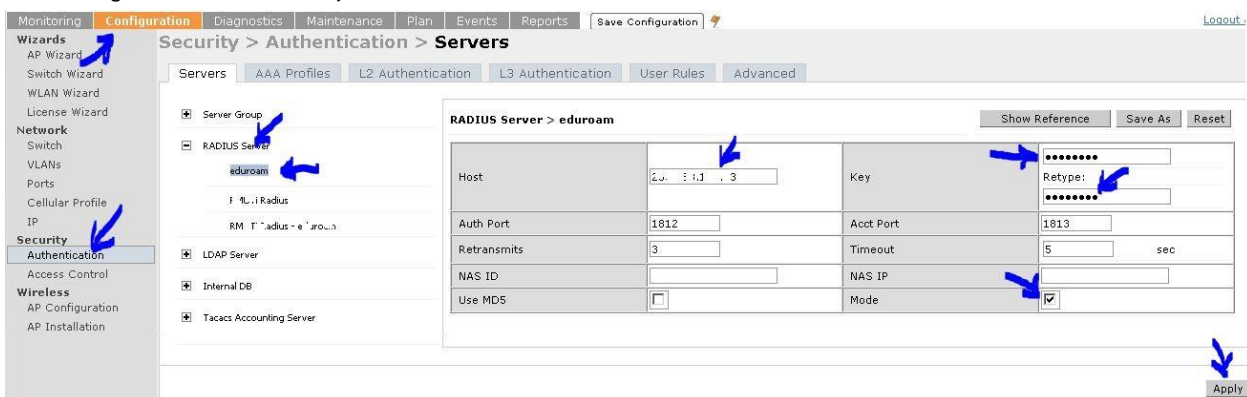 Monitoring Configuration Diagnostics Maintenance Plan Events Reports Save Configuration Logout
Wizards
AP Wizard
Switch Wizard
WLAN Wizard
License Wizard
Network
Switch
VLANs
Ports
Cellular Profile
IP
Security
Authentication
Access Control
Wireless
AP Configuration
AP Installation
Security > Authentication > Servers
Servers AAA Profiles L2 Authentication L3 Authentication User Rules Advanced
Server Group
RADIUS Server
eduroam
Radius
LDAP Server
Internal DB
Tacacs Accounting Server
RADIUS Server > eduroam Show Reference Save As Reset
Host Key
Retype:
Auth Port 1812 Acct Port 1813
Retransmits 3 Timeout 5 sec
NAS ID NAS IP
Use MD5 Mode
Apply